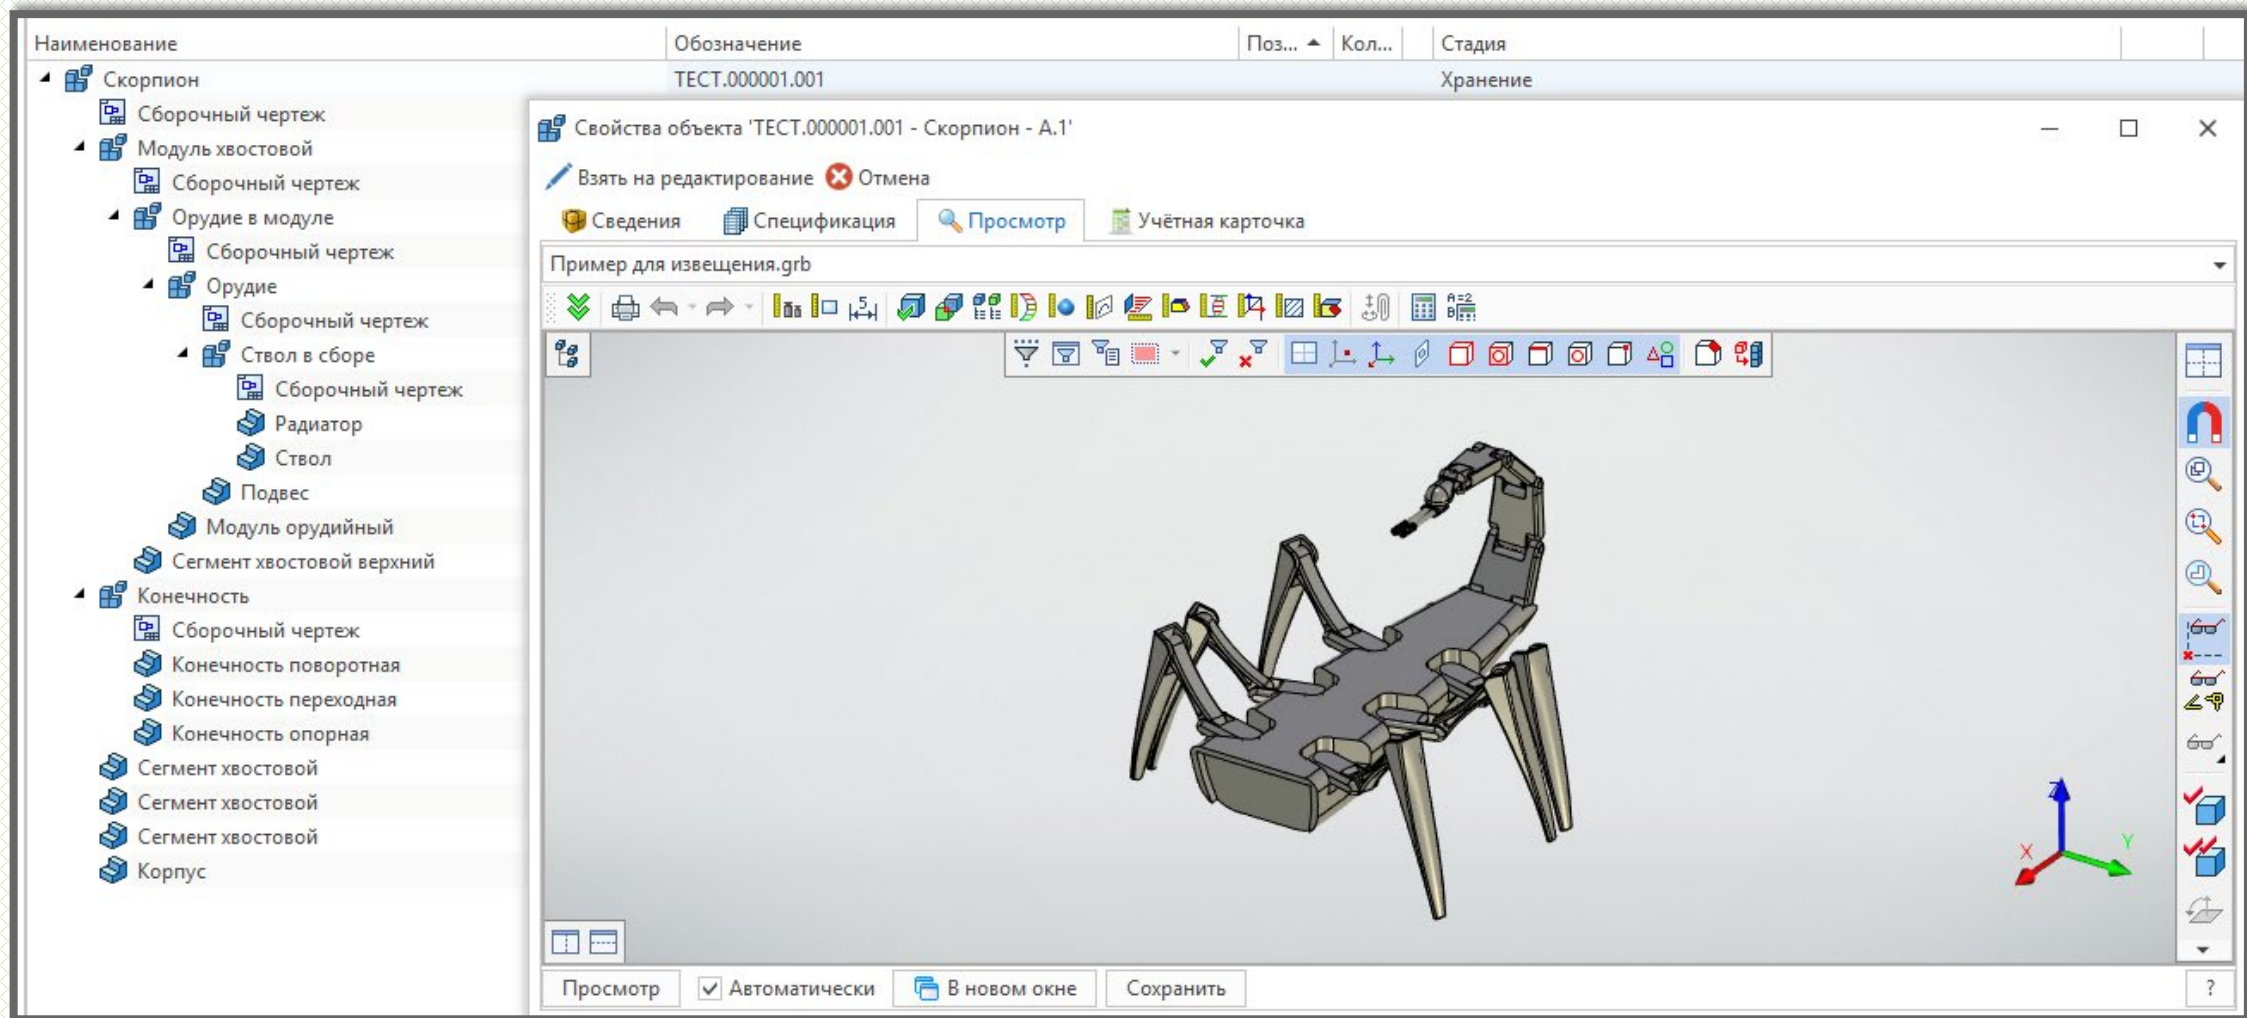 Наименование Обозначение Поз... Кол... Стадия
Скорпион ТЕСТ.000001.001 Хранение
Сборочный чертеж
Модуль хвостовой
Сборочный чертеж
Орудие в модуле
Сборочный чертеж
Орудие
Сборочный чертеж
Ствол в сборе
Сборочный чертеж
Радиатор
Ствол
Подвес
Модуль орудийный
Сегмент хвостовой верхний
Конечность
Сборочный чертеж
Конечность поворотная
Конечность переходная
Конечность опорная
Сегмент хвостовой
Сегмент хвостовой
Сегмент хвостовой
Корпус
Свойства объекта 'ТЕСТ.000001.001 - Скорпион - А.1'
Взять на редактирование Отмена
Сведения Спецификация Просмотр Учётная карточка
Пример для извещения.grb
5
A=2
B
Z
X
Y
Просмотр Автоматически В новом окне Сохранить ?